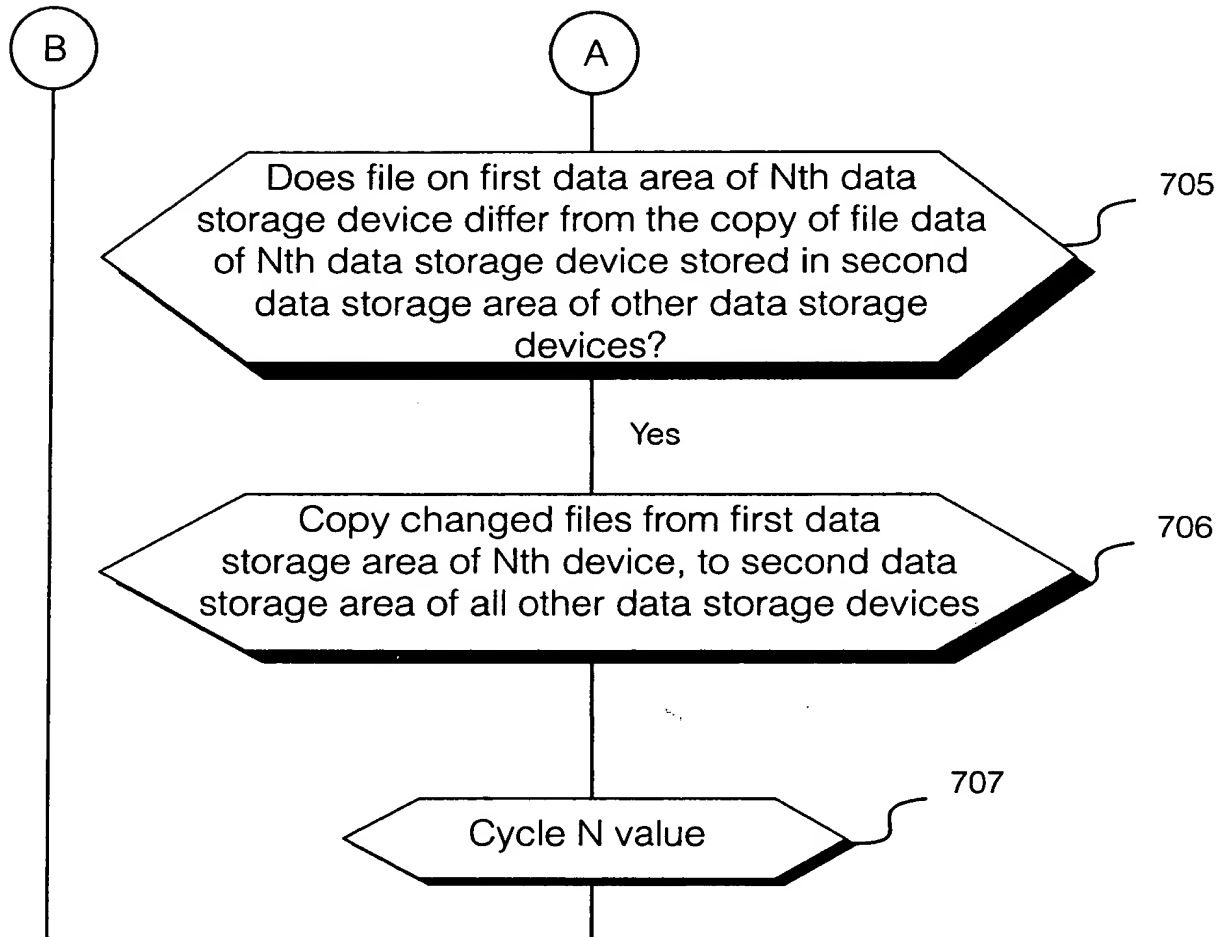 B
A
Does file on first data area of Nth data
storage device differ from the copy of file data
of Nth data storage device stored in second
data storage area of other data storage
devices?
705
Yes
Copy changed files from first data
storage area of Nth device, to second data
storage area of all other data storage devices
706
707
Cycle N value